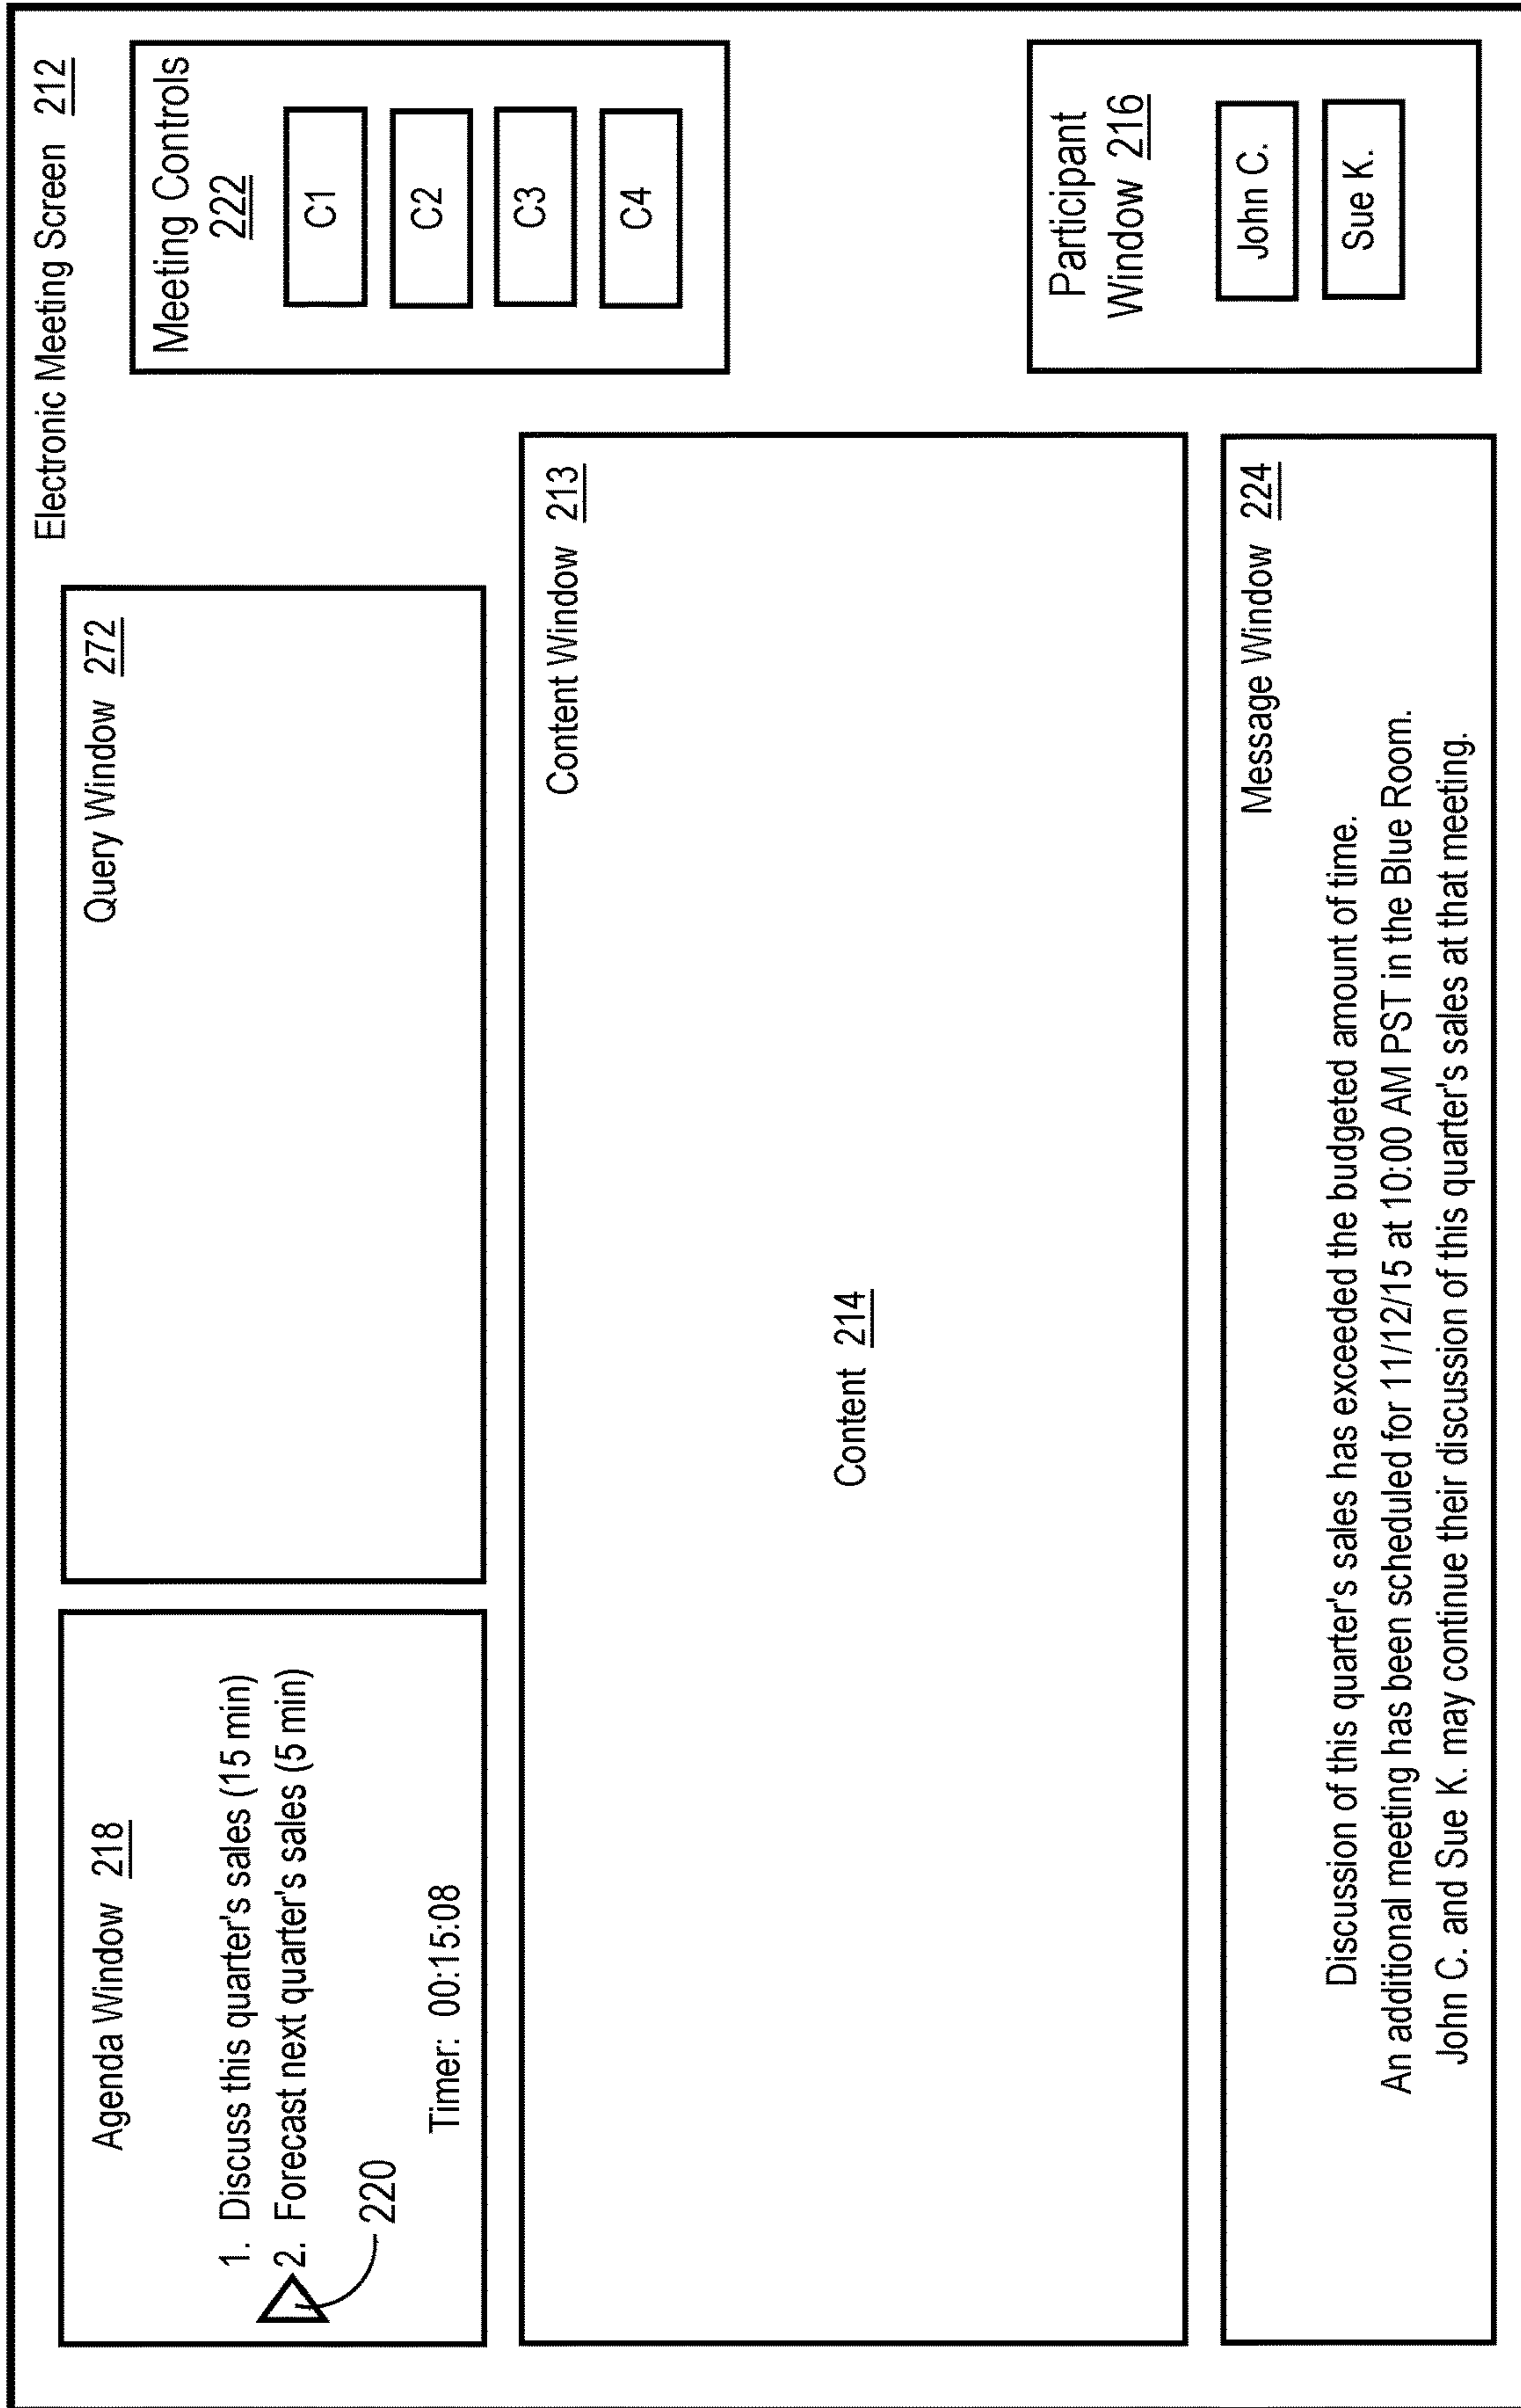 Electronic Meeting Screen 212
Agenda Window 218
1. Discuss this quarter's sales (15 min)
2. Forecast next quarter's sales (5 min)
220
Timer: 00:15:08
Query Window 272
Meeting Controls
222
C1
C2
C3
C4
Content Window 213
Content 214
Participant
Window 216
John C.
Sue K.
Message Window 224
Discussion of this quarter's sales has exceeded the budgeted amount of time.
An additional meeting has been scheduled for 11/12/15 at 10:00 AM PST in the Blue Room.
John C. and Sue K. may continue their discussion of this quarter's sales at that meeting.